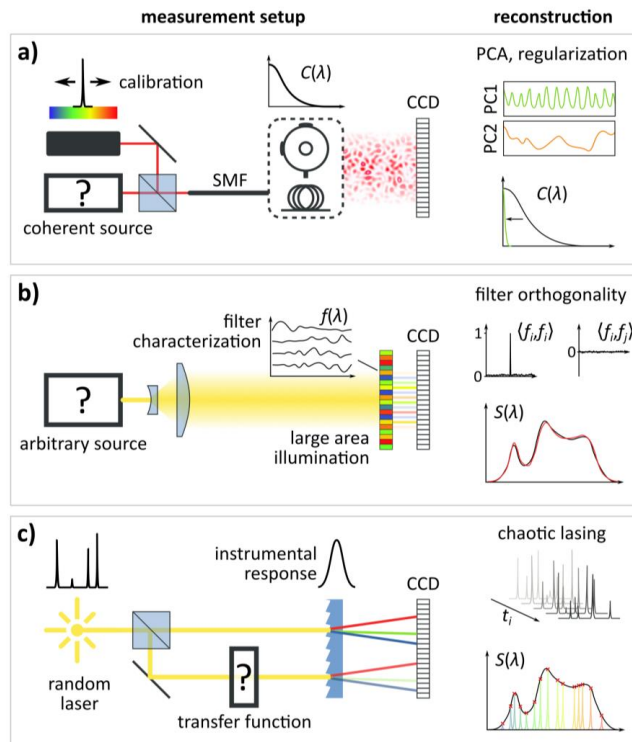 measurement setup
reconstruction
a)
calibration
C(λ)
CCD
?
SMF
coherent source
PCA, regularization
PC1
PC2
C(λ)
b)
filter
characterization
f(λ)
CCD
?
arbitrary source
large area
illumination
filter orthogonality
1
0
⟨fᵢ,fᵢ⟩
0
⟨fᵢ,fⱼ⟩
S(λ)
c)
instrumental
response
CCD
random
laser
?
transfer function
chaotic lasing
tᵢ
S(λ)